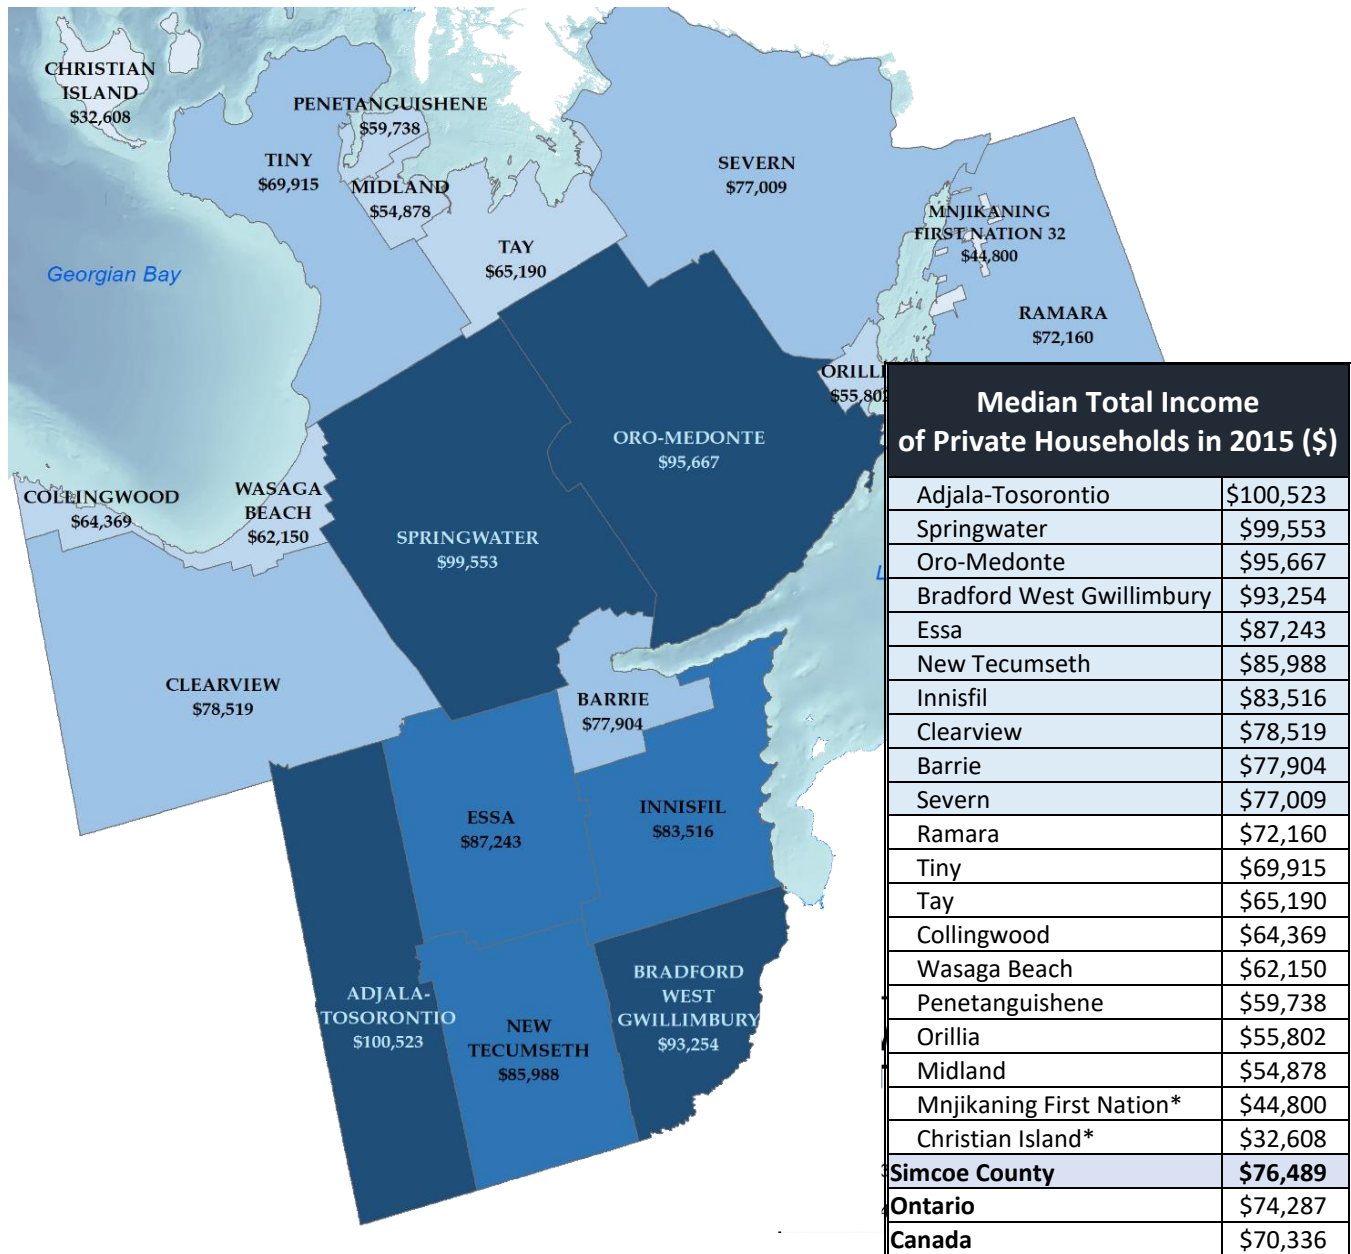 CHRISTIAN
ISLAND
$32,608
PENETANGUISHENE
$59,738
TINY
$69,915
MIDLAND
$54,878
SEVERN
$77,009
TAY
$65,190
MNJIKANING
FIRST NATION 32
$44,800
Georgian Bay
RAMARA
$72,160
ORILLI
$55,802
ORO-MEDONTE
$95,667
COLLINGWOOD
$64,369
WASAGA
BEACH
$62,150
SPRINGWATER
$99,553
CLEARVIEW
$78,519
BARRIE
$77,904
ESSA
$87,243
INNISFIL
$83,516
ADJALA-
TOSORONTIO
$100,523
NEW
TECUMSETH
$85,988
BRADFORD
WEST
GWILLIMBURY
$93,254
L
Median Total Income
of Private Households in 2015 ($)
Adjala-Tosorontio $100,523
Springwater $99,553
Oro-Medonte $95,667
Bradford West Gwillimbury $93,254
Essa $87,243
New Tecumseth $85,988
Innisfil $83,516
Clearview $78,519
Barrie $77,904
Severn $77,009
Ramara $72,160
Tiny $69,915
Tay $65,190
Collingwood $64,369
Wasaga Beach $62,150
Penetanguishene $59,738
Orillia $55,802
Midland $54,878
Mnjikaning First Nation* $44,800
Christian Island* $32,608
Simcoe County $76,489
Ontario $74,287
Canada $70,336